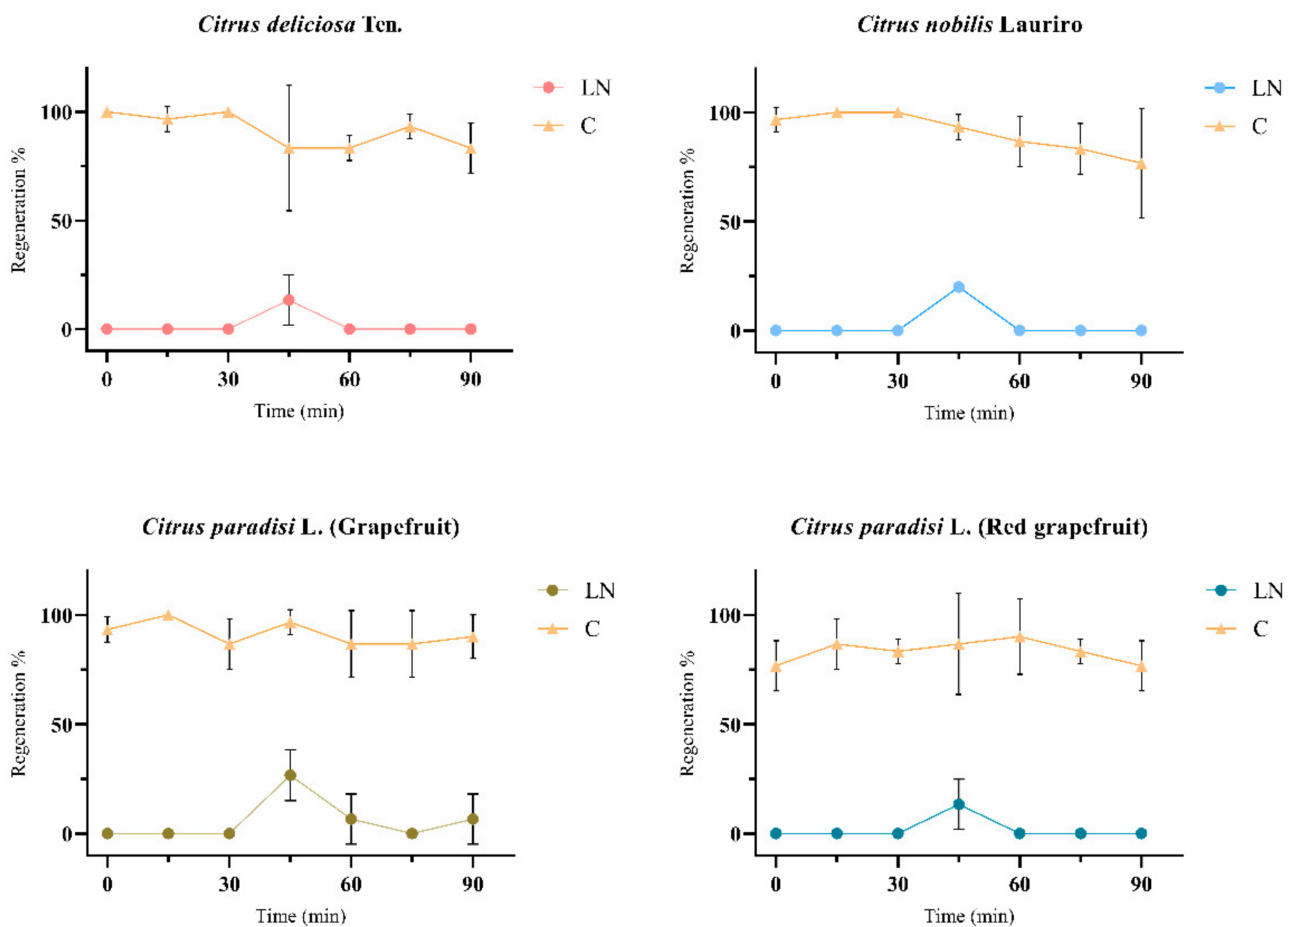 Citrus deliciosa Ten.
LN
C
100
50
0
Regeneration %
0 30 60 90
Time (min)
Citrus nobilis Lauriro
LN
C
100
50
0
Regeneration %
0 30 60 90
Time (min)
Citrus paradisi L. (Grapefruit)
LN
C
100
50
0
Regeneration %
0 30 60 90
Time (min)
Citrus paradisi L. (Red grapefruit)
LN
C
100
50
0
Regeneration %
0 30 60 90
Time (min)